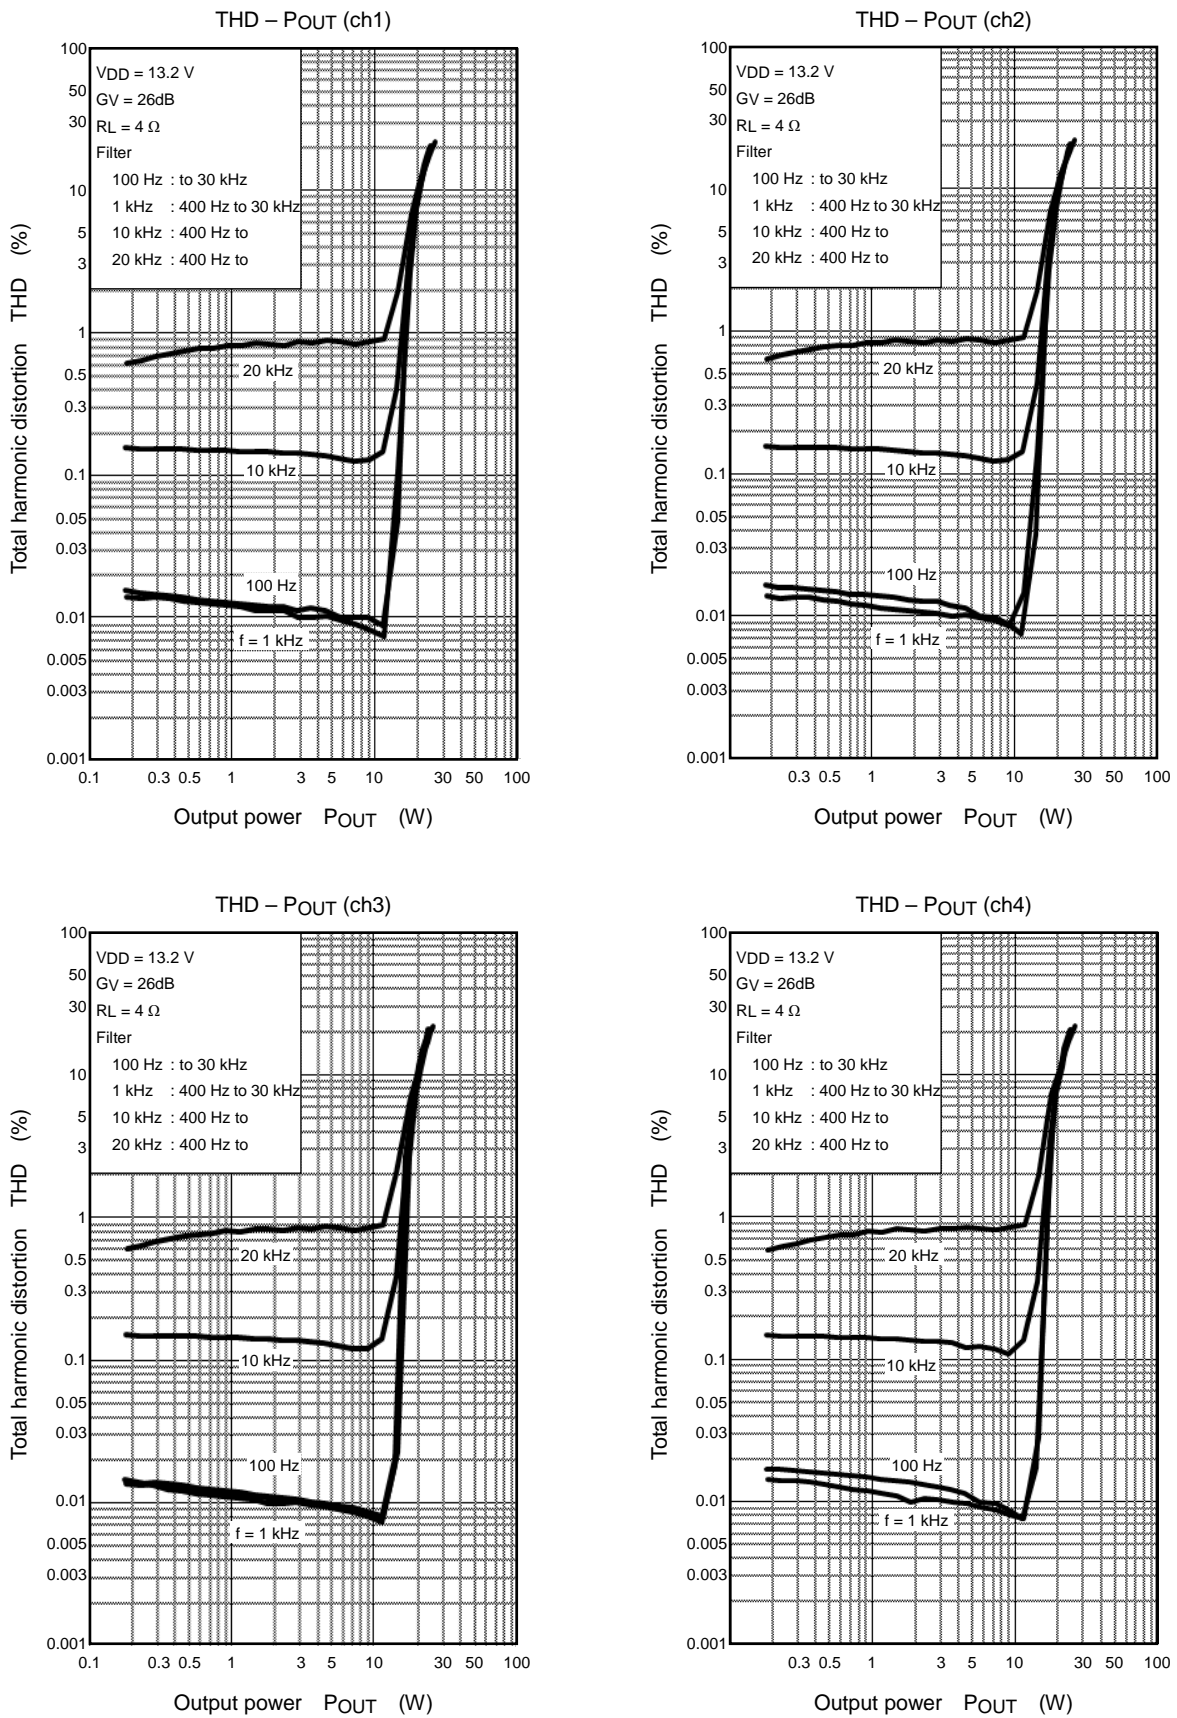 THD – POUT (ch1)
100
50
30
10
5
3
1
0.5
0.3
0.1
0.05
0.03
0.01
0.005
0.003
0.001
Total harmonic distortion THD (%)
VDD = 13.2 V
GV = 26dB
RL = 4 Ω
Filter
100 Hz : to 30 kHz
1 kHz : 400 Hz to 30 kHz
10 kHz : 400 Hz to
20 kHz : 400 Hz to
20 kHz
10 kHz
100 Hz
f = 1 kHz
0.1 0.3 0.5 1 3 5 10 30 50 100
Output power POUT (W)
THD – POUT (ch2)
100
50
30
10
5
3
1
0.5
0.3
0.1
0.05
0.03
0.01
0.005
0.003
0.001
Total harmonic distortion THD (%)
VDD = 13.2 V
GV = 26dB
RL = 4 Ω
Filter
100 Hz : to 30 kHz
1 kHz : 400 Hz to 30 kHz
10 kHz : 400 Hz to
20 kHz : 400 Hz to
20 kHz
10 kHz
100 Hz
f = 1 kHz
0.3 0.5 1 3 5 10 30 50 100
Output power POUT (W)
THD – POUT (ch3)
100
50
30
10
5
3
1
0.5
0.3
0.1
0.05
0.03
0.01
0.005
0.003
0.001
Total harmonic distortion THD (%)
VDD = 13.2 V
GV = 26dB
RL = 4 Ω
Filter
100 Hz : to 30 kHz
1 kHz : 400 Hz to 30 kHz
10 kHz : 400 Hz to
20 kHz : 400 Hz to
20 kHz
10 kHz
100 Hz
f = 1 kHz
0.1 0.3 0.5 1 3 5 10 30 50 100
Output power POUT (W)
THD – POUT (ch4)
100
50
30
10
5
3
1
0.5
0.3
0.1
0.05
0.03
0.01
0.005
0.003
0.001
Total harmonic distortion THD (%)
VDD = 13.2 V
GV = 26dB
RL = 4 Ω
Filter
100 Hz : to 30 kHz
1 kHz : 400 Hz to 30 kHz
10 kHz : 400 Hz to
20 kHz : 400 Hz to
20 kHz
10 kHz
100 Hz
f = 1 kHz
0.3 0.5 1 3 5 10 30 50 100
Output power POUT (W)